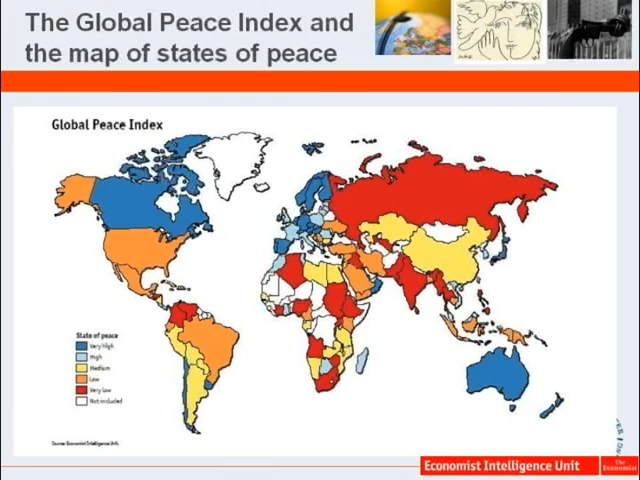 The Global Peace Index and
the map of states of peace
Global Peace Index
State of peace
Very high
High
Medium
Low
Very low
Not included
Source: Economist Intelligence Unit.
Economist Intelligence Unit
The
Economist